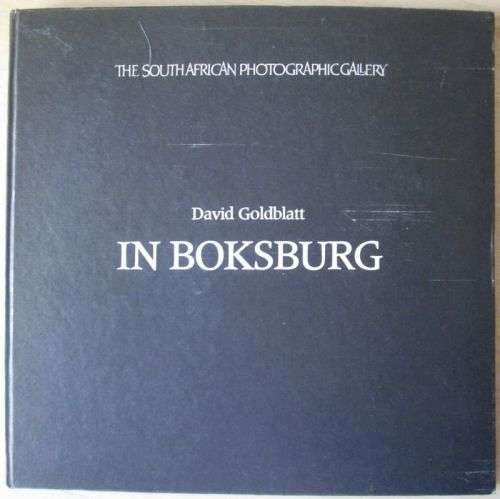 THE SOUTH AFRICAN PHOTOGRAPHIC GALLERY
David Goldblatt
IN BOKSBURG